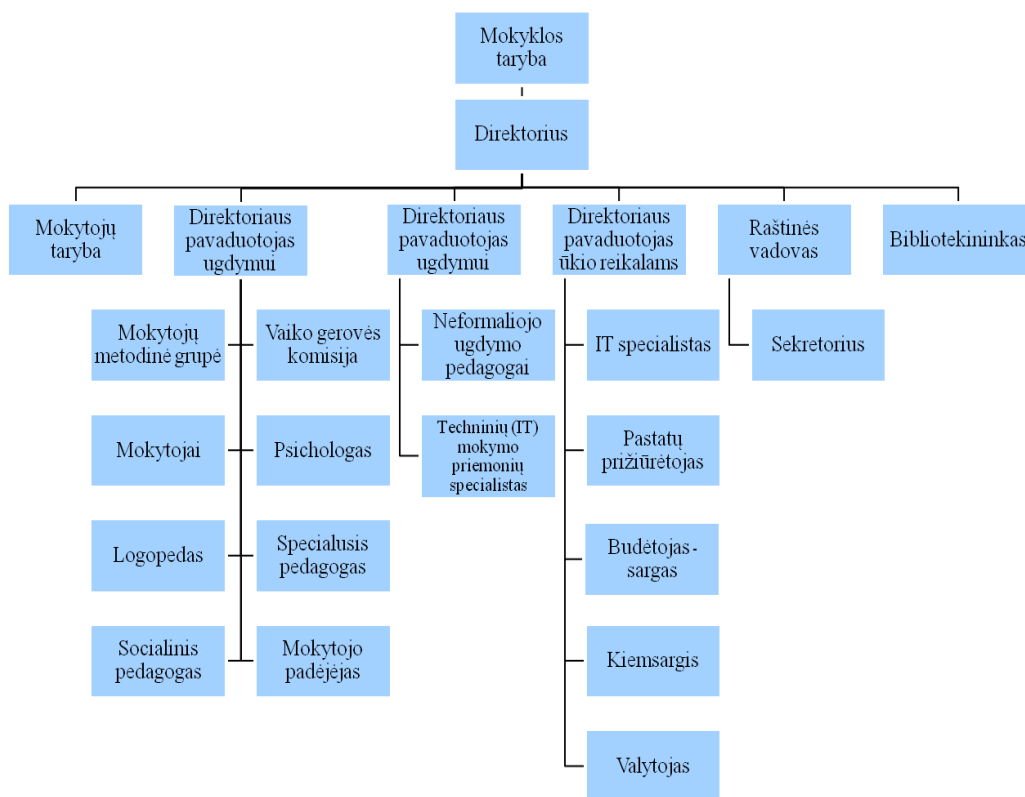 Mokyklos
taryba
Direktorius
Mokytojų
taryba
Direktoriaus
pavaduotojas
ugdymui
Direktoriaus
pavaduotojas
ugdymui
Direktoriaus
pavaduotojas
ūkio reikalams
Raštinės
vadovas
Bibliotekininkas
Mokytojų
metodinė grupė
Vaiko gerovės
komisija
Neformaliojo
ugdymo
pedagogai
IT specialistas
Sekretorius
Mokytojai
Psichologas
Techninių (IT)
mokymo
priemonių
specialistas
Pastatų
prižiūrėtojas
Logopedas
Specialusis
pedagogas
Budėtojas-
sargas
Socialinis
pedagogas
Mokytojo
padėjėjas
Kiemsargis
Valytojas